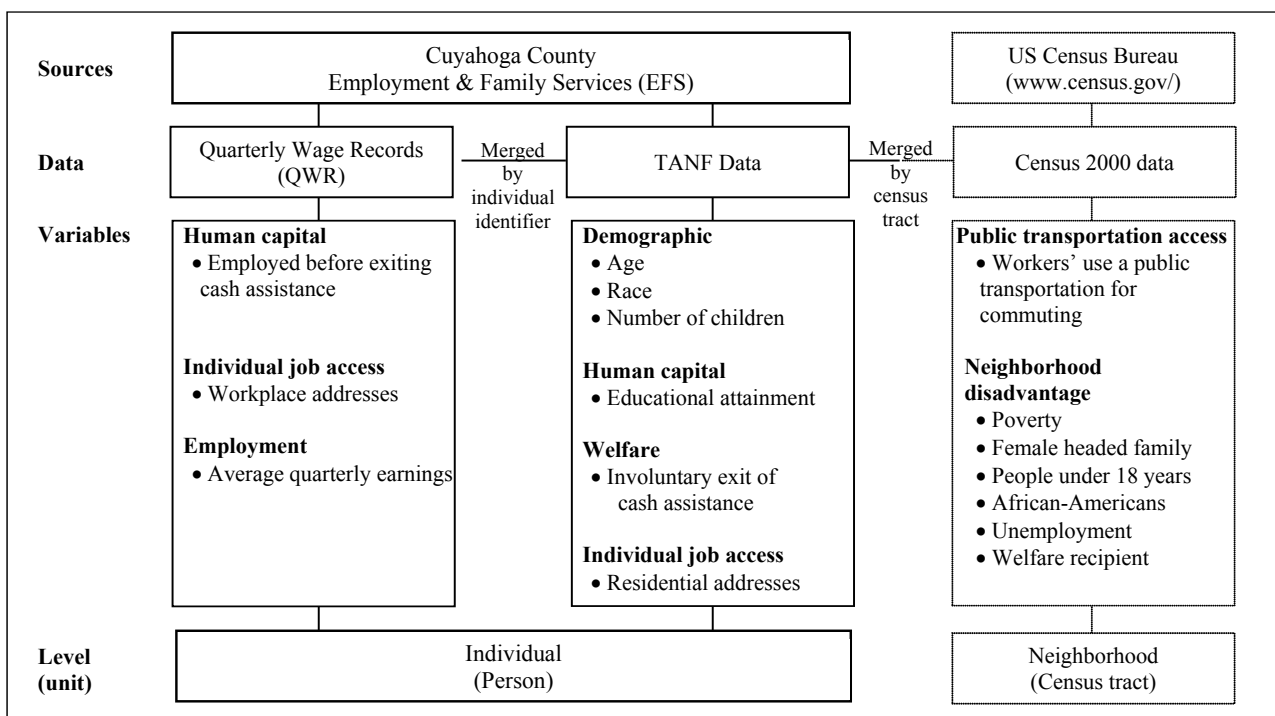 Sources
Cuyahoga County
Employment & Family Services (EFS)
US Census Bureau
(www.census.gov/)
Data
Quarterly Wage Records
(QWR)
Merged
by
individual
identifier
TANF Data
Merged
by
census
tract
Census 2000 data
Variables
Human capital
• Employed before exiting
cash assistance
Individual job access
• Workplace addresses
Employment
• Average quarterly earnings
Demographic
• Age
• Race
• Number of children
Human capital
• Educational attainment
Welfare
• Involuntary exit of
cash assistance
Individual job access
• Residential addresses
Public transportation access
• Workers’ use a public
transportation for
commuting
Neighborhood
disadvantage
• Poverty
• Female headed family
• People under 18 years
• African-Americans
• Unemployment
• Welfare recipient
Level
(unit)
Individual
(Person)
Neighborhood
(Census tract)